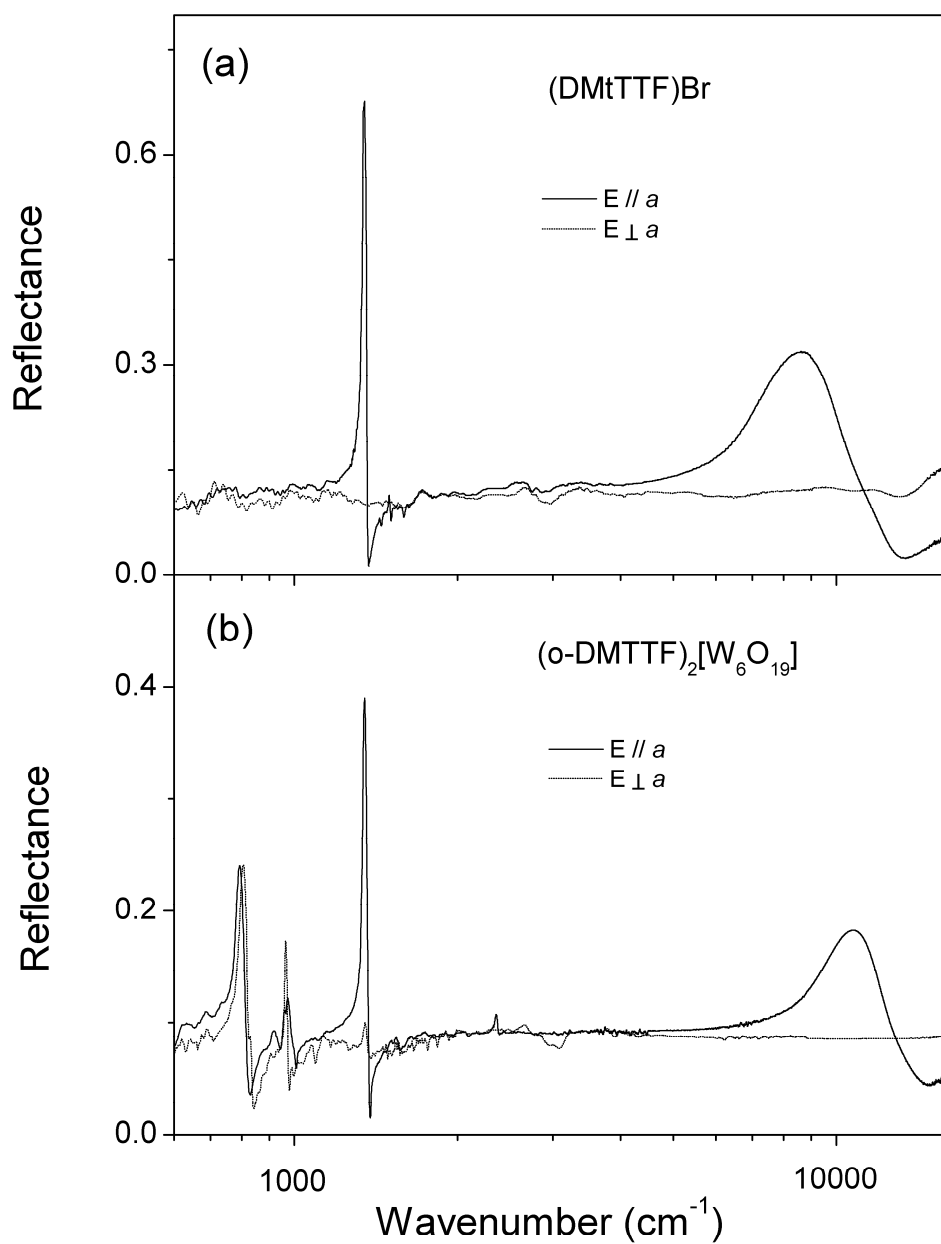 (a)
(DMtTTF)Br
E // a
E ⊥ a
0.6
0.3
0.0
Reflectance
(b)
(o-DMTTF)₂[W₆O₁₉]
E // a
E ⊥ a
0.4
0.2
0.0
Reflectance
1000 10000
Wavenumber (cm⁻¹)